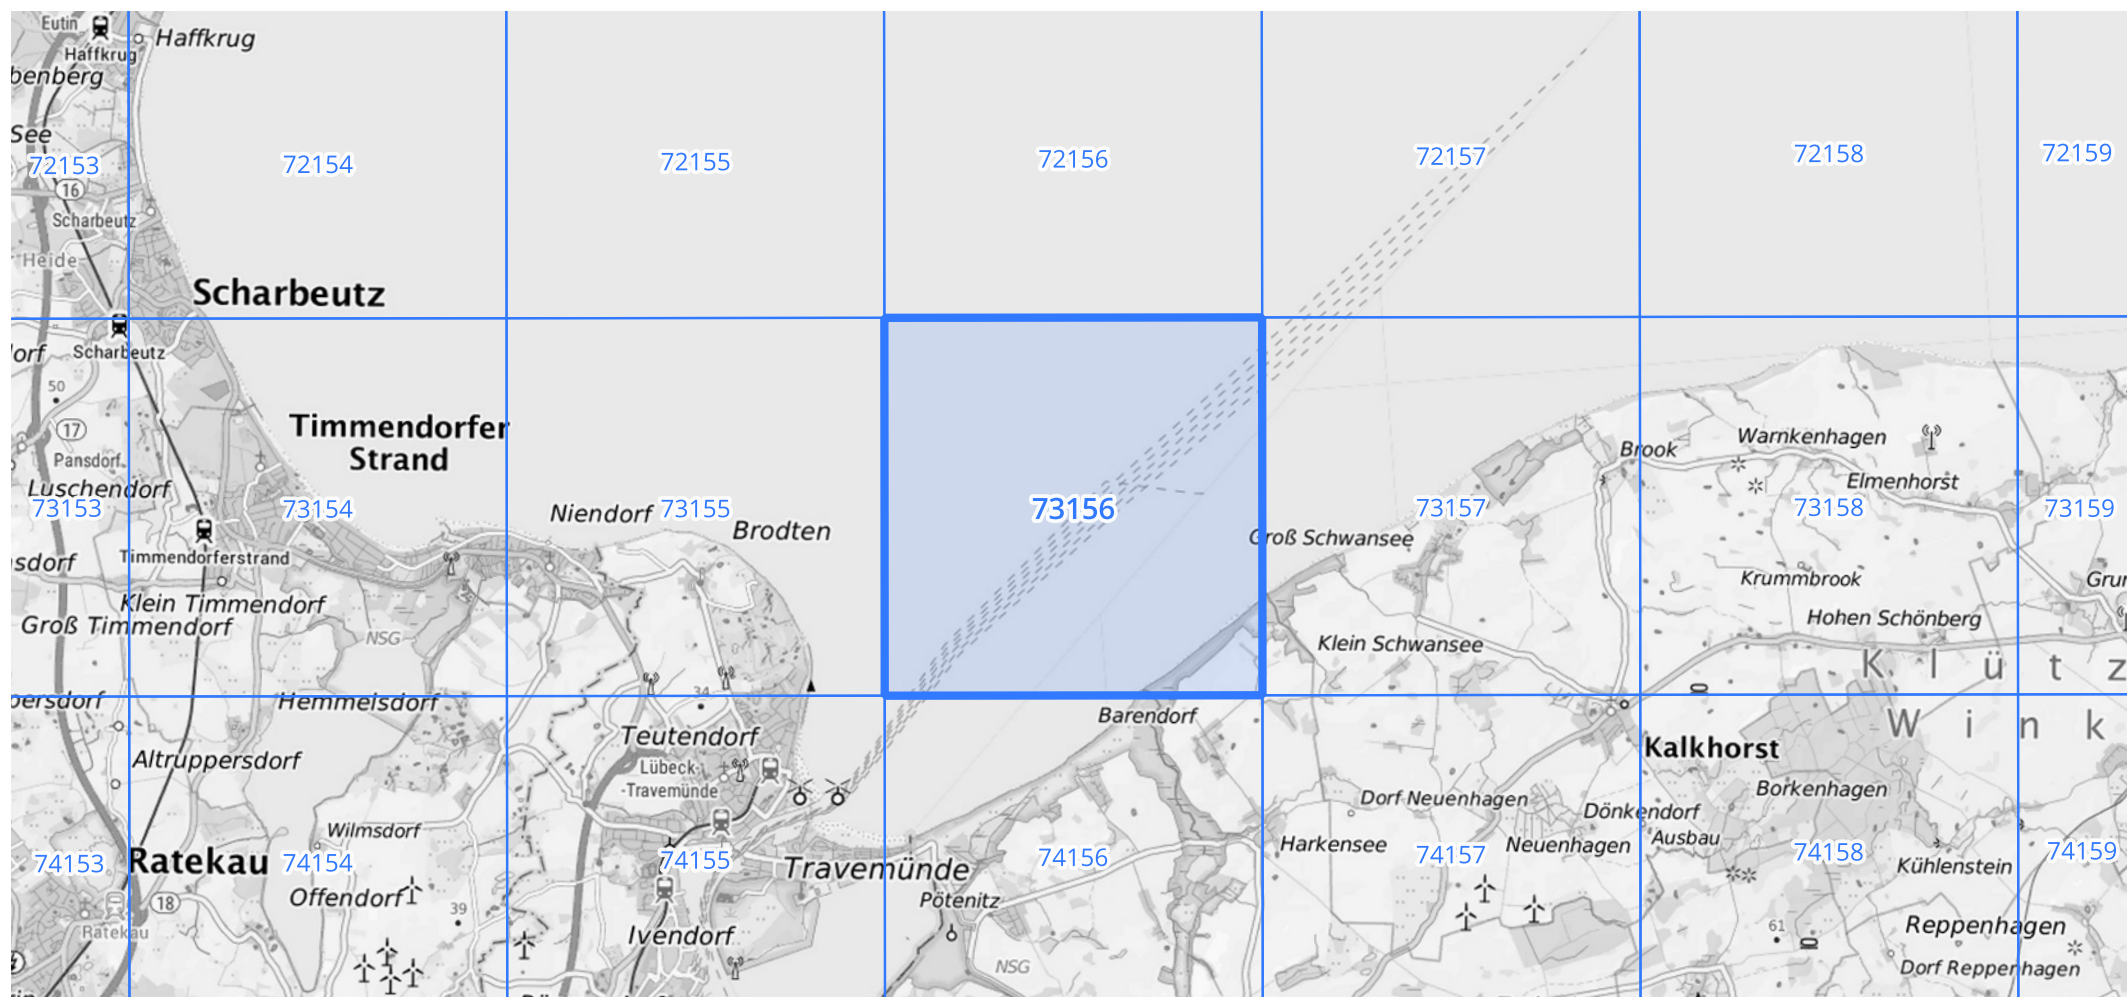 Eutin
Haffkrug
Haffkrug
benberg
See
72153
72154
72155
72156
72157
72158
72159
16
Scharbeutz
Heide
Scharbeutz
Scharbeutz
orf
50
Timmendorfer
Strand
17
Pansdorf
Luschendorf
73153
73154
Niendorf
73155
Brodten
73156
Groß Schwansee
73157
Brook
Warnkenhagen
Elmenhorst
73158
73159
Timmendorferstrand
sdorf
Klein Timmendorf
Groß Timmendorf
NSG
Krummbrook
Grun
Hohen Schönberg
Klein Schwansee
Klütz
persdorf
Hemmelsdorf
34
Barendorf
Wink
Teutendorf
Kalkhorst
Altruppersdorf
Lübeck-
-Travemünde
Borkenhagen
Dorf Neuenhagen
Dönkendorf
Wilmsdorf
Ausbau
Harkensee
Neuenhagen
74153
Ratekau
74154
74155
Travemünde
74156
74157
74158
74159
Kühlenstein
Offendorf
18
39
Pötenitz
Ratekau
Ivendorf
61
Reppenhagen
NSG
Dorf Reppenhagen